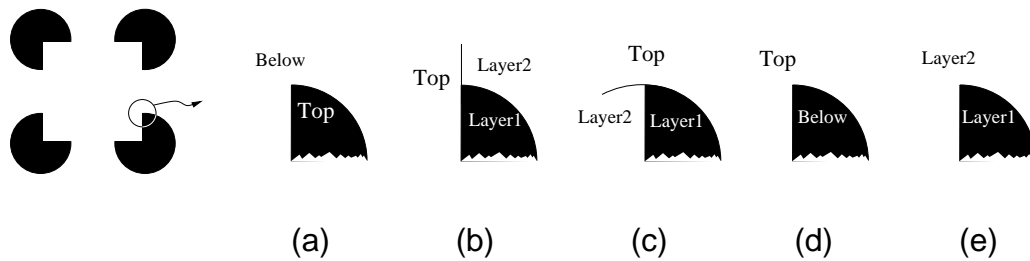 Below
Top
(a)
Top
Layer2
Layer1
(b)
Top
Layer2
Layer1
(c)
Top
Below
(d)
Layer2
Layer1
(e)